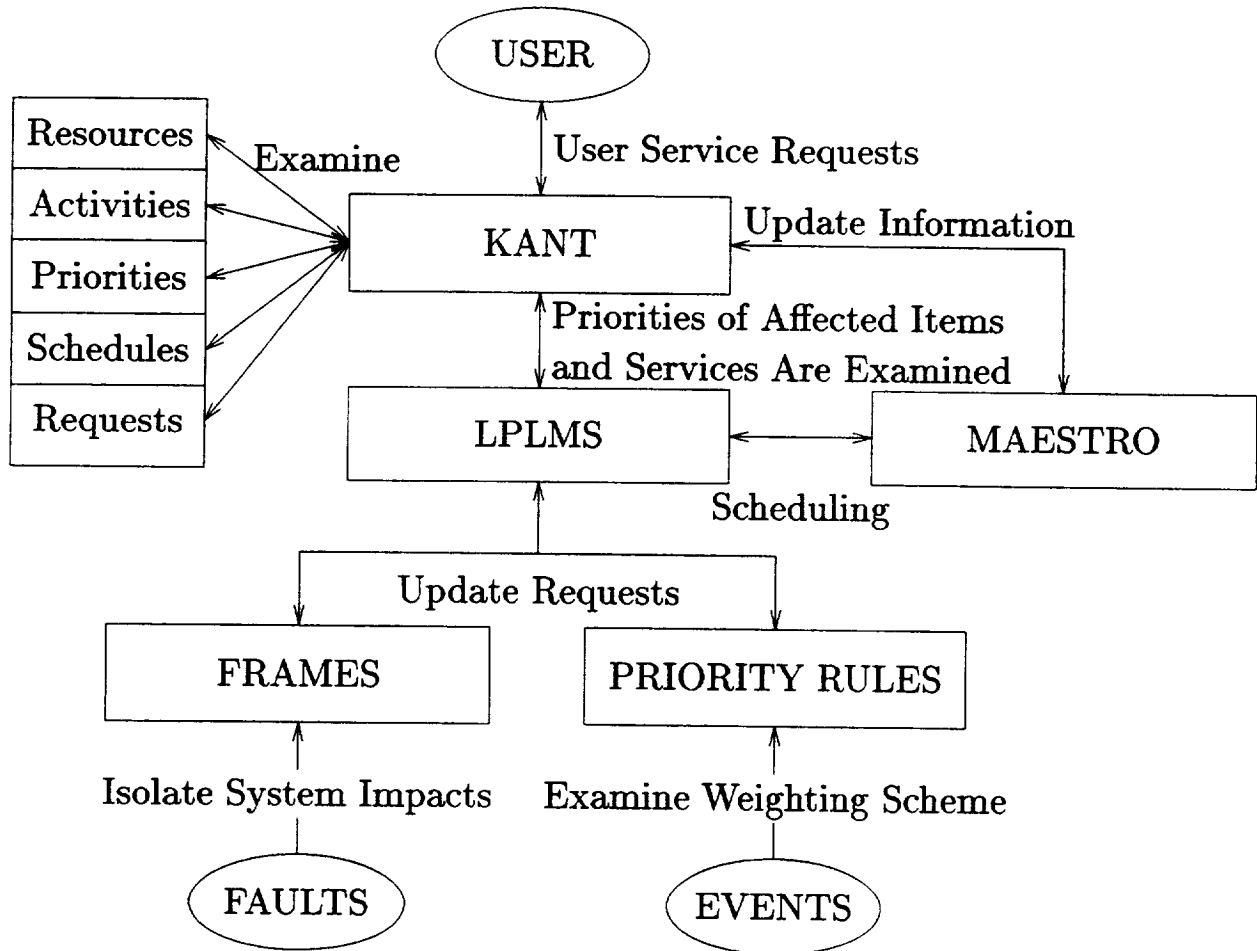 USER
Resources
Examine
User Service Requests
Activities
Update Information
KANT
Priorities
Priorities of Affected Items
Schedules
and Services Are Examined
Requests
LPLMS
MAESTRO
Scheduling
Update Requests
FRAMES
PRIORITY RULES
Isolate System Impacts
Examine Weighting Scheme
FAULTS
EVENTS